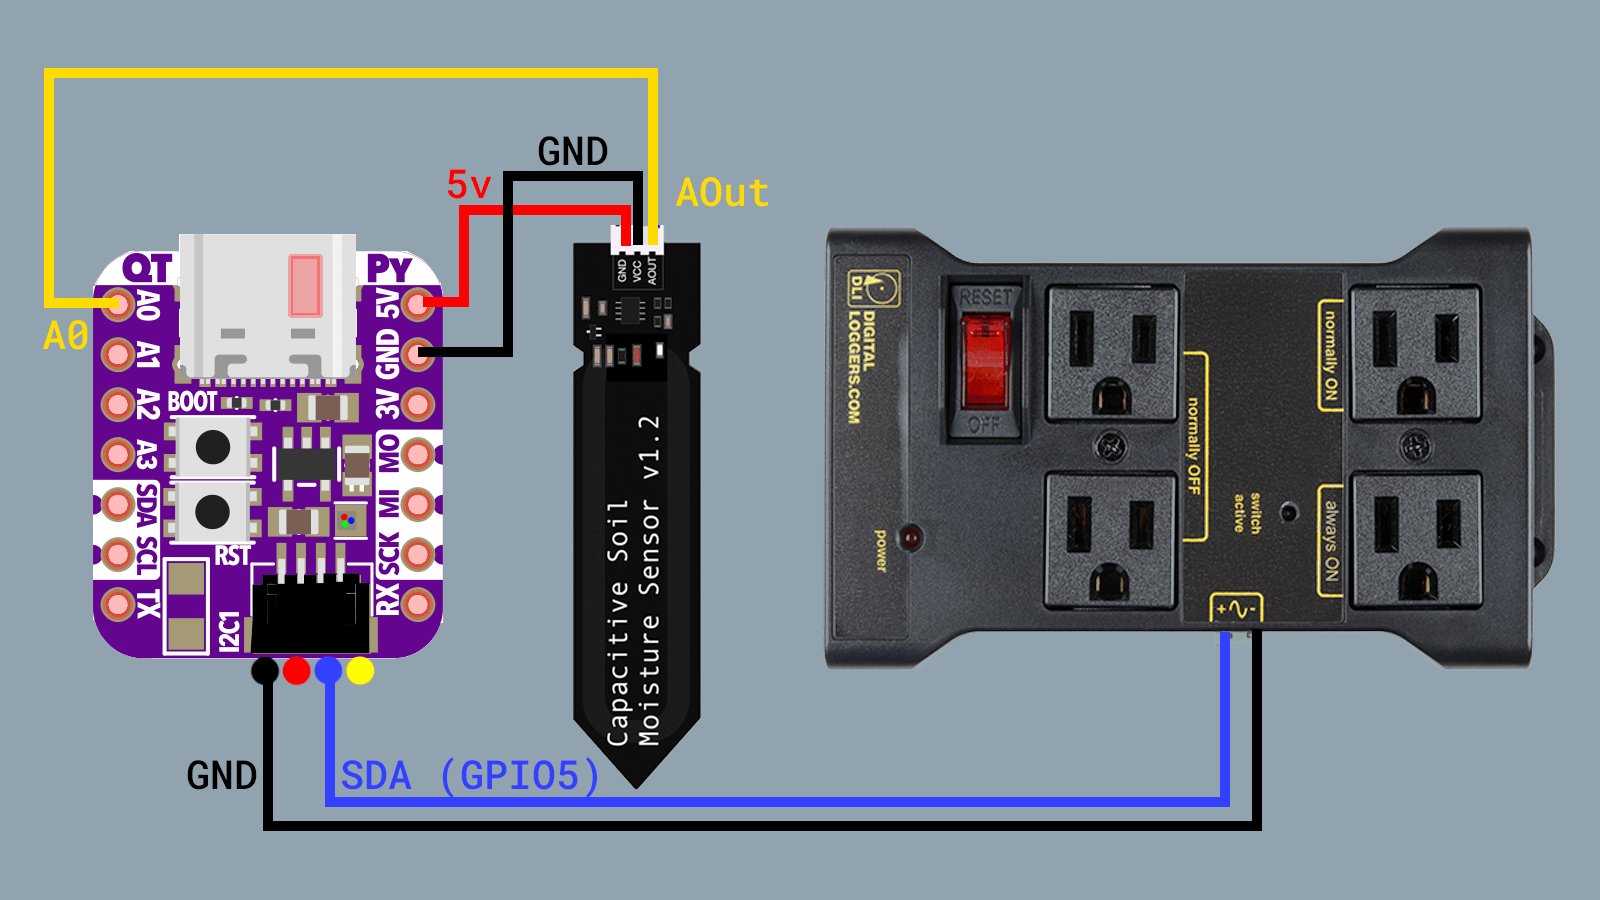 GND
5v
AOut
A0
QT
Py
A0
A1
A2
A3
SDA
SCL
TX
5V
GND
3V
MO
MI
SCK
RX
BOOT
RST
I2C1
GND
VCC
AOUT
Capacitive Soil
Moisture Sensor v1.2
GND
SDA (GPIO5)
DLI
DIGITAL
LOGGERS.COM
RESET
OFF
power
normally OFF
switch
active
normally ON
always ON
+
-